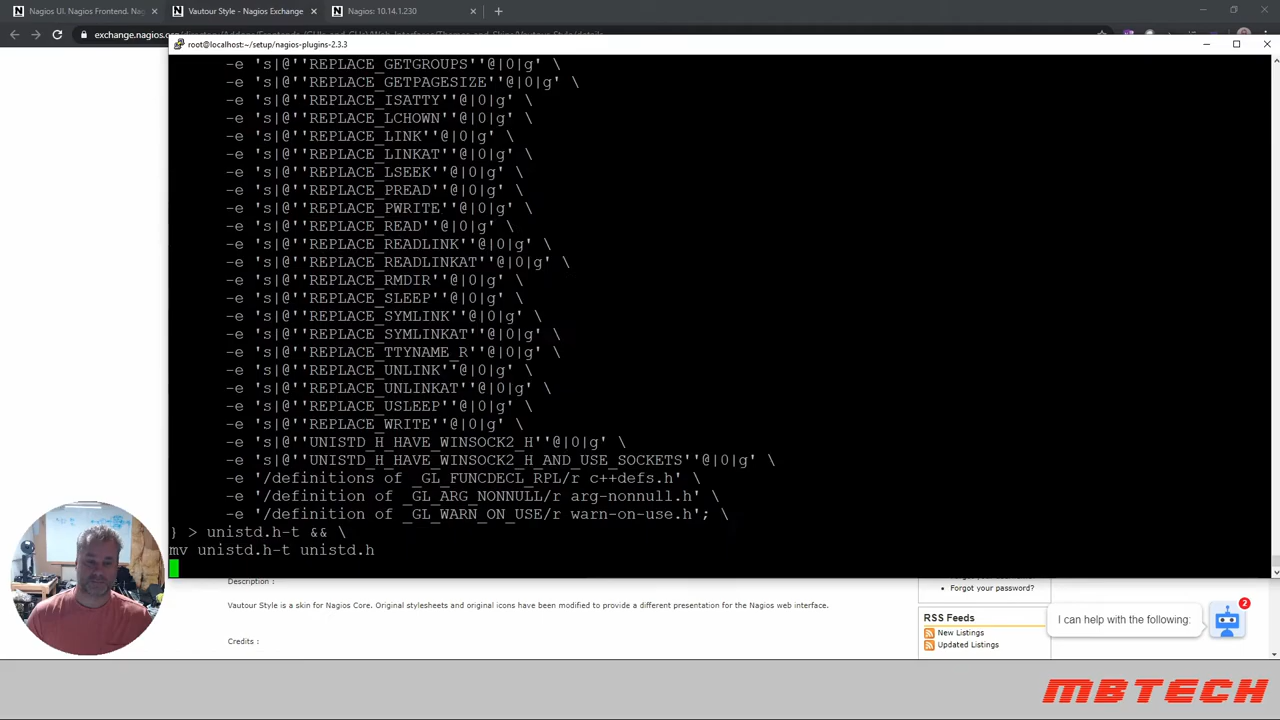 Nagios UI. Nagios Frontend. Nag
Vautour Style - Nagios Exchange
Nagios: 10.14.1.230
root@localhost:~/setup/nagios-plugins-2.3.3
-e 's|@''REPLACE_GETGROUPS''@|0|g' \
-e 's|@''REPLACE_GETPAGESIZE''@|0|g' \
-e 's|@''REPLACE_ISATTY''@|0|g' \
-e 's|@''REPLACE_LCHOWN''@|0|g' \
-e 's|@''REPLACE_LINK''@|0|g' \
-e 's|@''REPLACE_LINKAT''@|0|g' \
-e 's|@''REPLACE_LSEEK''@|0|g' \
-e 's|@''REPLACE_PREAD''@|0|g' \
-e 's|@''REPLACE_PWRITE''@|0|g' \
-e 's|@''REPLACE_READ''@|0|g' \
-e 's|@''REPLACE_READLINK''@|0|g' \
-e 's|@''REPLACE_READLINKAT''@|0|g' \
-e 's|@''REPLACE_RMDIR''@|0|g' \
-e 's|@''REPLACE_SLEEP''@|0|g' \
-e 's|@''REPLACE_SYMLINK''@|0|g' \
-e 's|@''REPLACE_SYMLINKAT''@|0|g' \
-e 's|@''REPLACE_TTYNAME_R''@|0|g' \
-e 's|@''REPLACE_UNLINK''@|0|g' \
-e 's|@''REPLACE_UNLINKAT''@|0|g' \
-e 's|@''REPLACE_USLEEP''@|0|g' \
-e 's|@''REPLACE_WRITE''@|0|g' \
-e 's|@''UNISTD_H_HAVE_WINSOCK2_H''@|0|g' \
-e 's|@''UNISTD_H_HAVE_WINSOCK2_H_AND_USE_SOCKETS''@|0|g' \
-e '/definitions of _GL_FUNCDECL_RPL/r c++defs.h' \
-e '/definition of _GL_ARG_NONNULL/r arg-nonnull.h' \
-e '/definition of _GL_WARN_ON_USE/r warn-on-use.h'; \
} > unistd.h-t && \
mv unistd.h-t unistd.h
Description :
Vautour Style is a skin for Nagios Core. Original stylesheets and original icons have been modified to provide a different presentation for the Nagios web interface.
Credits :
Forgot your password?
RSS Feeds
New Listings
Updated Listings
I can help with the following:
2
MBTECH